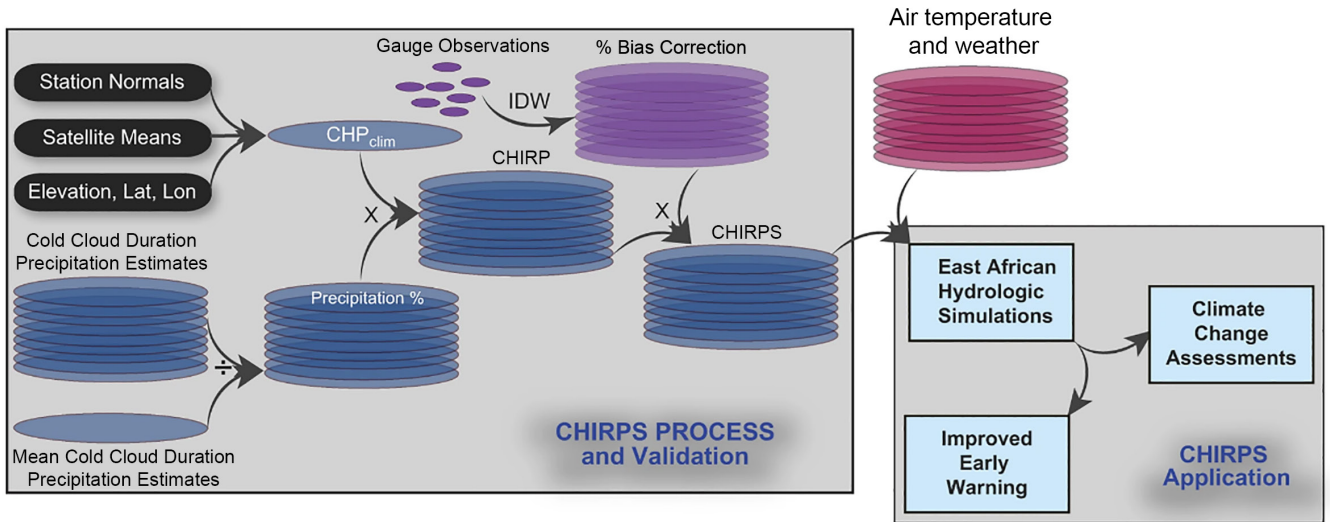 Station Normals
Satellite Means
Elevation, Lat, Lon
CHP clim
Gauge Observations
IDW
% Bias Correction
Cold Cloud Duration
Precipitation Estimates
÷
Mean Cold Cloud Duration
Precipitation Estimates
Precipitation %
X
CHIRP
X
CHIRPS
CHIRPS PROCESS
and Validation
Air temperature
and weather
East African
Hydrologic
Simulations
Climate
Change
Assessments
Improved
Early
Warning
CHIRPS
Application